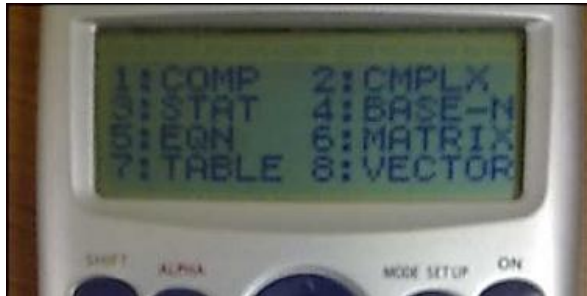 1:COMP 2:CMPLX
3:STAT 4:BASE-N
5:EQN 6:MATRIX
7:TABLE 8:VECTOR
SHIFT ALPHA MODE SETUP ON